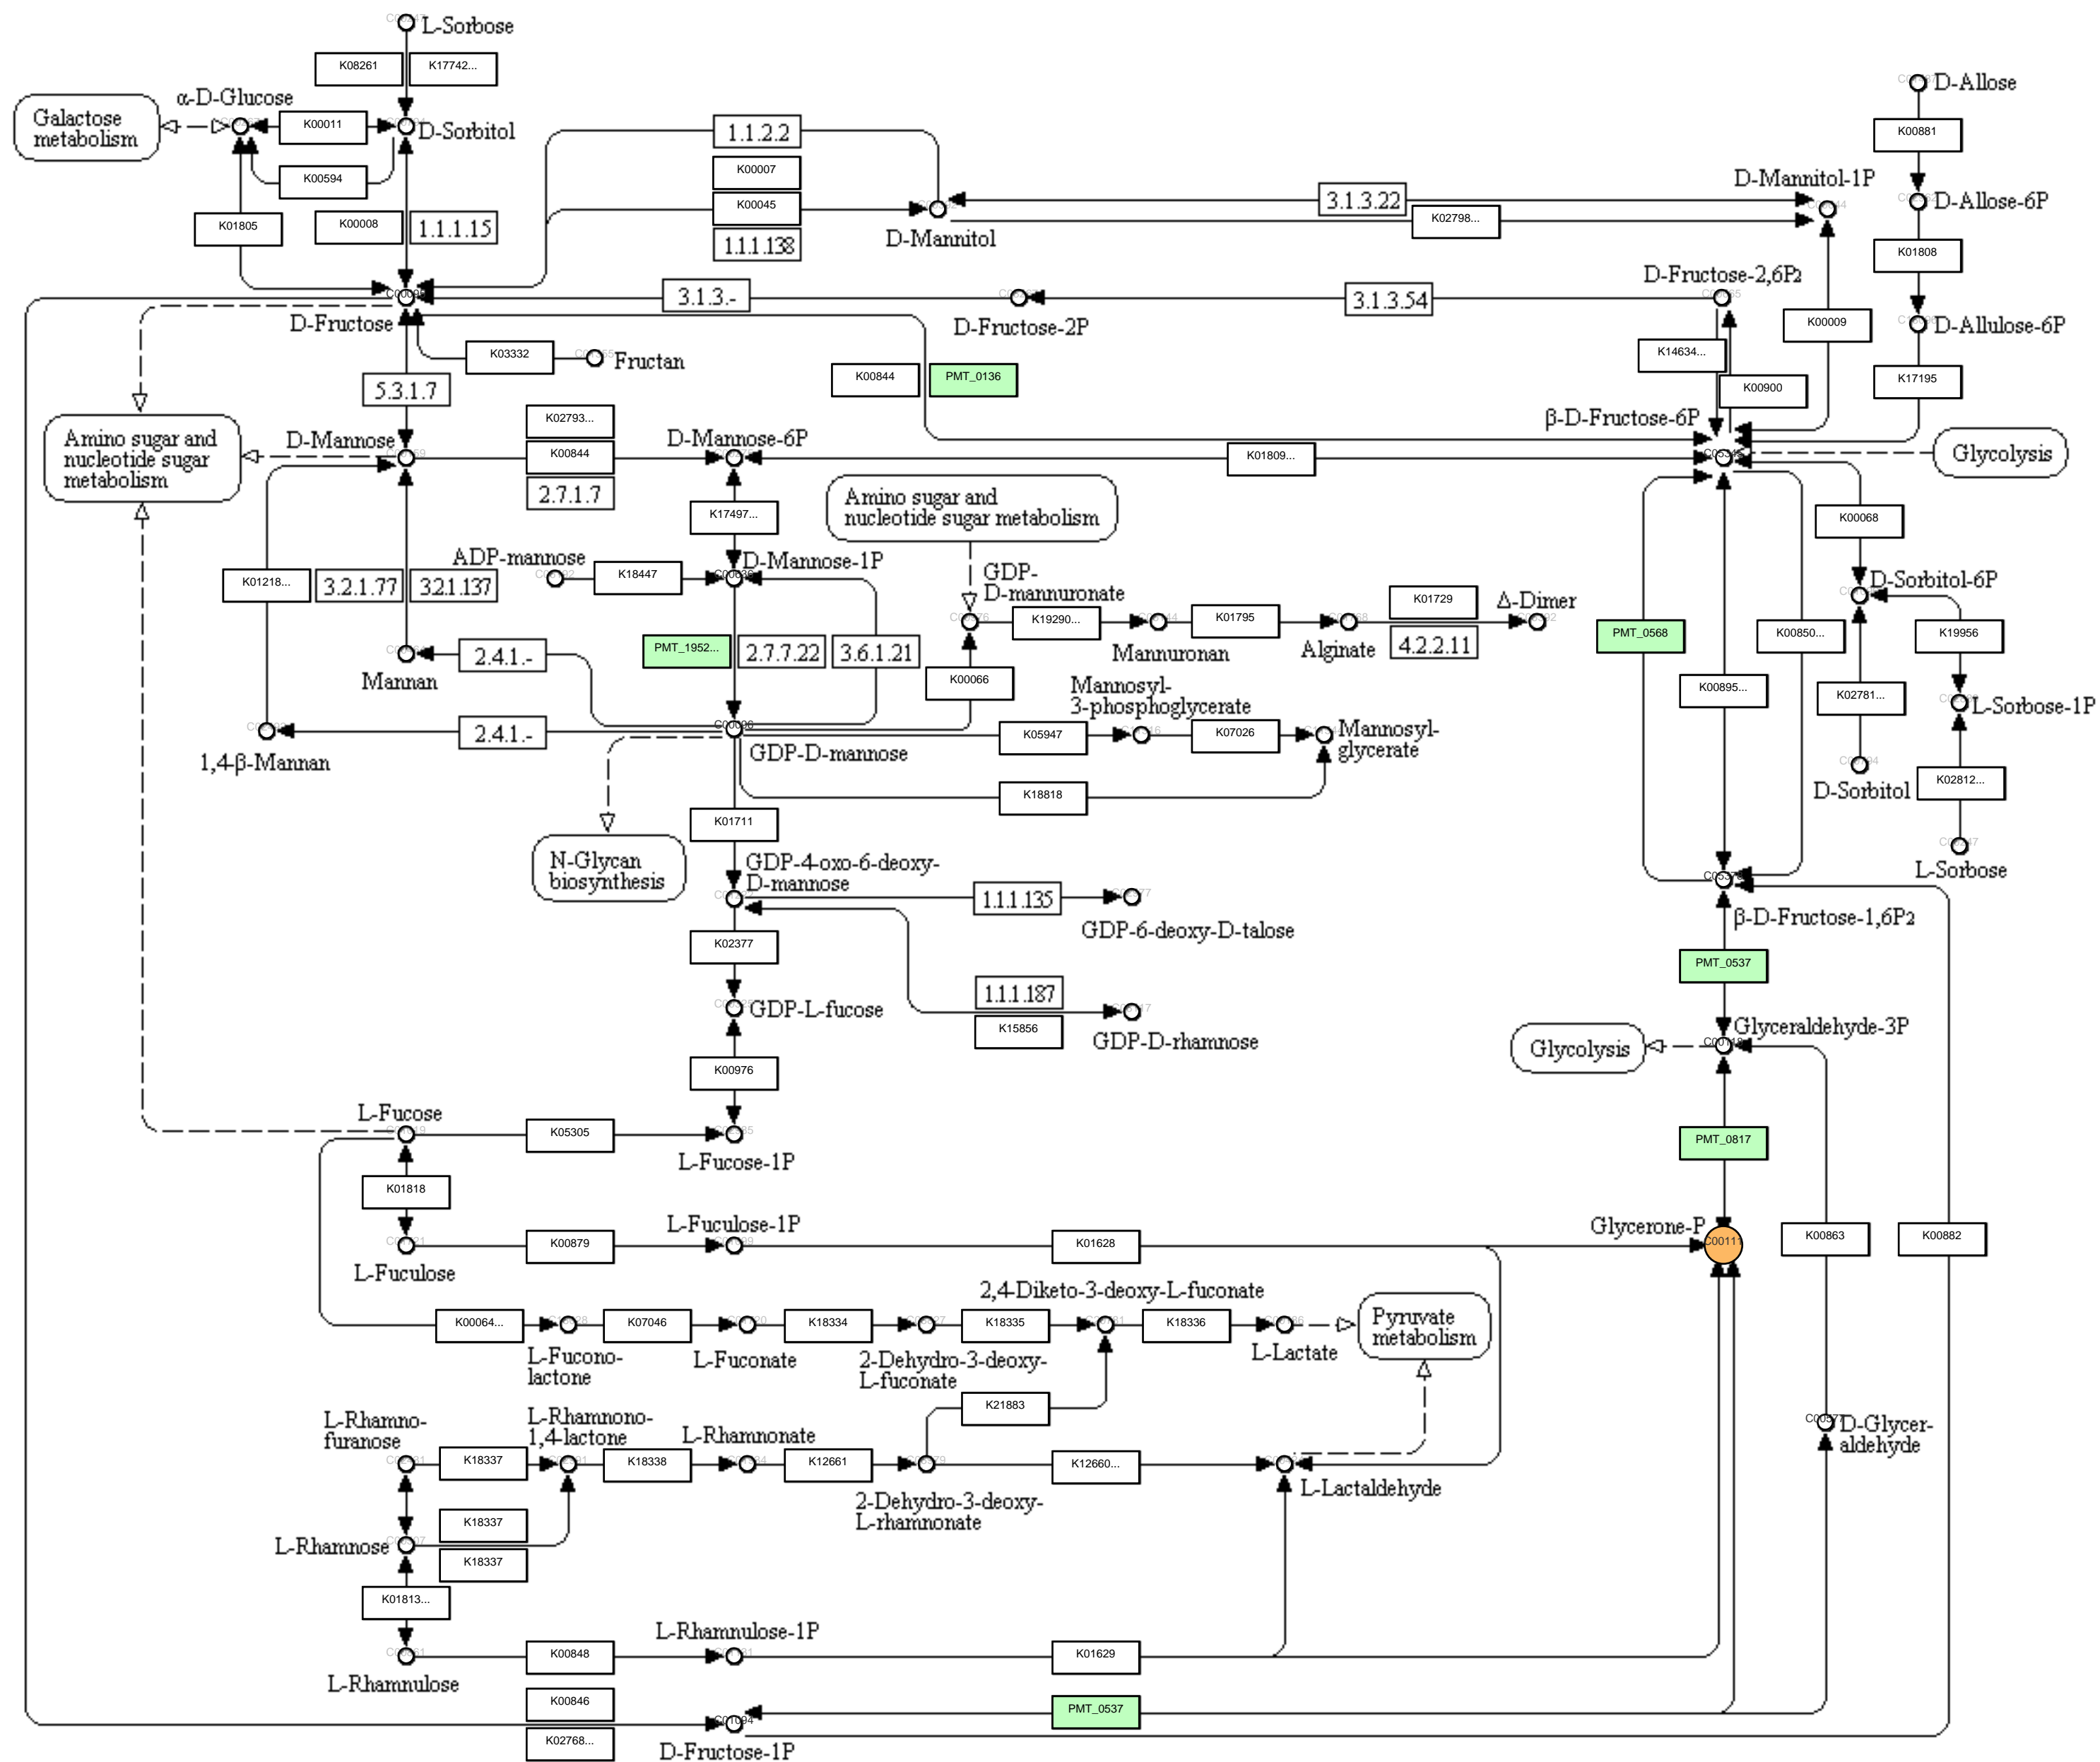 L-Sorbose
K08261
K17742...
α-D-Glucose
D-Allose
Galactose
metabolism
K00011
D-Sorbitol
1.1.2.2
K00881
K00594
K00007
D-Mannitol-1P
K01805
K00008
1.1.1.15
K00045
3.1.3.22
D-Allose-6P
K02798...
D-Mannitol
1.1.1.138
K01808
D-Fructose-2,6P2
C00095
3.1.3.-
3.1.3.54
D-Fructose
D-Fructose-2P
K00009
D-Allulose-6P
K03332
Fructan
K14634...
K00844
PMT_0136
K17195
5.3.1.7
K00900
K02793...
β-D-Fructose-6P
Amino sugar and
nucleotide sugar
metabolism
D-Mannose
D-Mannose-6P
K00844
K01809...
C05345
Glycolysis
2.7.1.7
Amino sugar and
nucleotide sugar metabolism
K17497...
K00068
ADP-mannose
D-Mannose-1P
K18447
C00636
GDP-
D-mannuronate
D-Sorbitol-6P
K01218...
3.2.1.77
3.2.1.137
K01729
Δ-Dimer
K19290...
K01795
PMT_0568
K00850...
K19956
Mannan
2.4.1.-
PMT_1952...
2.7.7.22
3.6.1.21
Mannuronan
Alginate
4.2.2.11
K00066
Mannosyl-
3-phosphoglycerate
K00895...
K02781...
L-Sorbose-1P
2.4.1.-
C00096
K05947
K07026
Mannosyl-
glycerate
1,4-β-Mannan
GDP-D-mannose
D-Sorbitol
K02812...
K18818
K01711
N-Glycan
biosynthesis
GDP-4-oxo-6-deoxy-
D-mannose
L-Sorbose
C05378
1.1.1.135
β-D-Fructose-1,6P2
GDP-6-deoxy-D-talose
K02377
PMT_0537
1.1.1.187
GDP-L-fucose
K15856
Glyceraldehyde-3P
GDP-D-rhamnose
Glycolysis
C00118
K00976
L-Fucose
K05305
PMT_0817
L-Fucose-1P
K01818
L-Fuculose-1P
Glycerone-P
K00879
K01628
C00111
K00863
K00882
L-Fuculose
2,4-Diketo-3-deoxy-L-fuconate
K00064...
K07046
K18334
K18335
K18336
Pyruvate
metabolism
L-Fucono-
lactone
L-Fuconate
2-Dehydro-3-deoxy-
L-fuconate
L-Lactate
K21883
L-Rhamno-
furanose
L-Rhamnono-
1,4-lactone
L-Rhamnonate
C00577
D-Glycer-
aldehyde
K18337
K18338
K12661
K12660...
L-Lactaldehyde
2-Dehydro-3-deoxy-
L-rhamnonate
K18337
L-Rhamnose
K18337
K01813...
L-Rhamnulose-1P
K00848
K01629
L-Rhamnulose
K00846
PMT_0537
C01094
K02768...
D-Fructose-1P